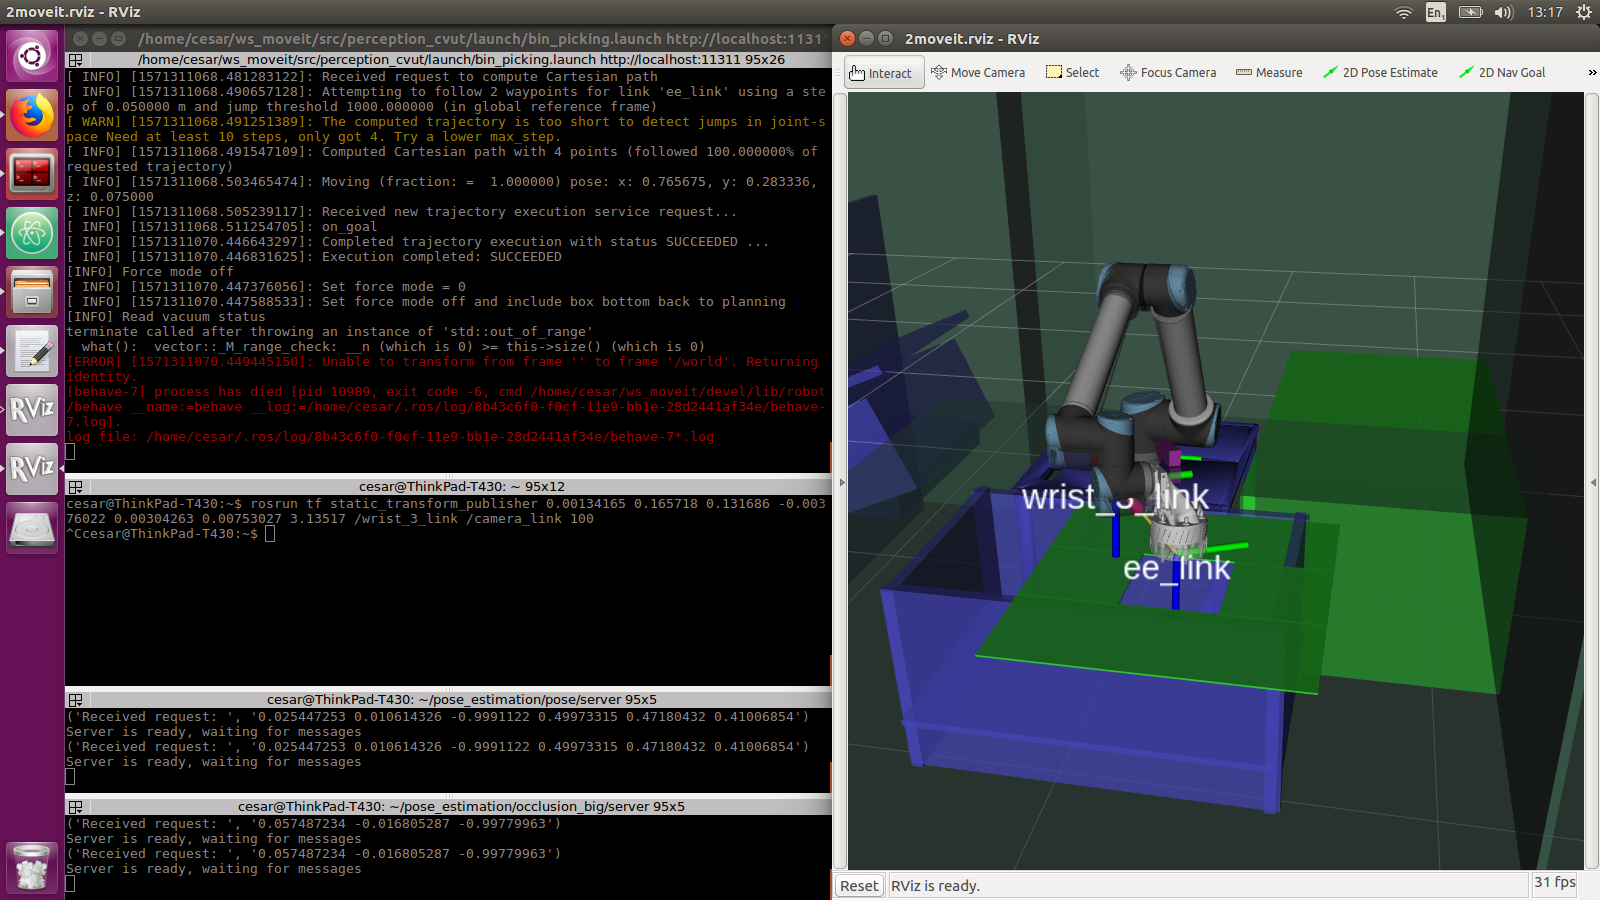 2moveit.rviz - RViz
En1
13:17
/home/cesar/ws_moveit/src/perception_cvut/launch/bin_picking.launch http://localhost:1131
/home/cesar/ws_moveit/src/perception_cvut/launch/bin_picking.launch http://localhost:11311 95x26
[ INFO] [1571311068.481283122]: Received request to compute Cartesian path
[ INFO] [1571311068.490657128]: Attempting to follow 2 waypoints for link 'ee_link' using a ste
p of 0.050000 m and jump threshold 1000.000000 (in global reference frame)
[ WARN] [1571311068.491251389]: The computed trajectory is too short to detect jumps in joint-s
pace Need at least 10 steps, only got 4. Try a lower max_step.
[ INFO] [1571311068.491547109]: Computed Cartesian path with 4 points (followed 100.000000% of
requested trajectory)
[ INFO] [1571311068.503465474]: Moving (fraction: =  1.000000) pose: x: 0.765675, y: 0.283336,
z: 0.075000
[ INFO] [1571311068.505239117]: Received new trajectory execution service request...
[ INFO] [1571311068.511254705]: on_goal
[ INFO] [1571311070.446643297]: Completed trajectory execution with status SUCCEEDED ...
[ INFO] [1571311070.446831625]: Execution completed: SUCCEEDED
[INFO] Force mode off
[ INFO] [1571311070.447376056]: Set force mode = 0
[ INFO] [1571311070.447588533]: Set force mode off and include box bottom back to planning
[INFO] Read vacuum status
terminate called after throwing an instance of 'std::out_of_range'
  what():  vector::_M_range_check: __n (which is 0) >= this->size() (which is 0)
[ERROR] [1571311070.449445150]: Unable to transform from frame '' to frame '/world'. Returning
identity.
[behave-7] process has died [pid 10989, exit code -6, cmd /home/cesar/ws_moveit/devel/lib/robot
/behave __name:=behave __log:=/home/cesar/.ros/log/8b43c6f0-f0cf-11e9-bb1e-28d2441af34e/behave-
7.log].
log file: /home/cesar/.ros/log/8b43c6f0-f0cf-11e9-bb1e-28d2441af34e/behave-7*.log
cesar@ThinkPad-T430: ~ 95x12
cesar@ThinkPad-T430:~$ rosrun tf static_transform_publisher 0.00134165 0.165718 0.131686 -0.003
76022 0.00304263 0.00753027 3.13517 /wrist_3_link /camera_link 100
^Ccesar@ThinkPad-T430:~$
cesar@ThinkPad-T430: ~/pose_estimation/pose/server 95x5
('Received request: ', '0.025447253 0.010614326 -0.9991122 0.49973315 0.47180432 0.41006854')
Server is ready, waiting for messages
('Received request: ', '0.025447253 0.010614326 -0.9991122 0.49973315 0.47180432 0.41006854')
Server is ready, waiting for messages
cesar@ThinkPad-T430: ~/pose_estimation/occlusion_big/server 95x5
('Received request: ', '0.057487234 -0.016805287 -0.99779963')
Server is ready, waiting for messages
('Received request: ', '0.057487234 -0.016805287 -0.99779963')
Server is ready, waiting for messages
RViz
RViz
2moveit.rviz - RViz
Interact
Move Camera
Select
Focus Camera
Measure
2D Pose Estimate
2D Nav Goal
»
wrist_3_link
ee_link
Reset
RViz is ready.
31 fps